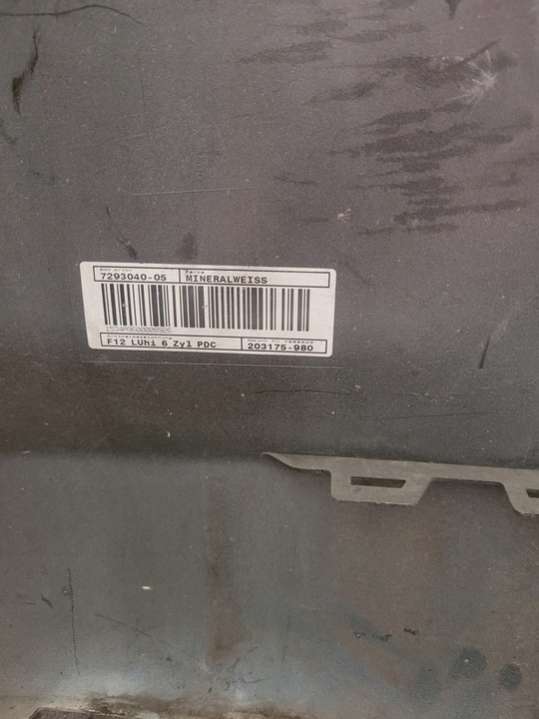 7293040-05 MINERALWEISS
F12 LUhi 6 Zyl PDC 203175-980